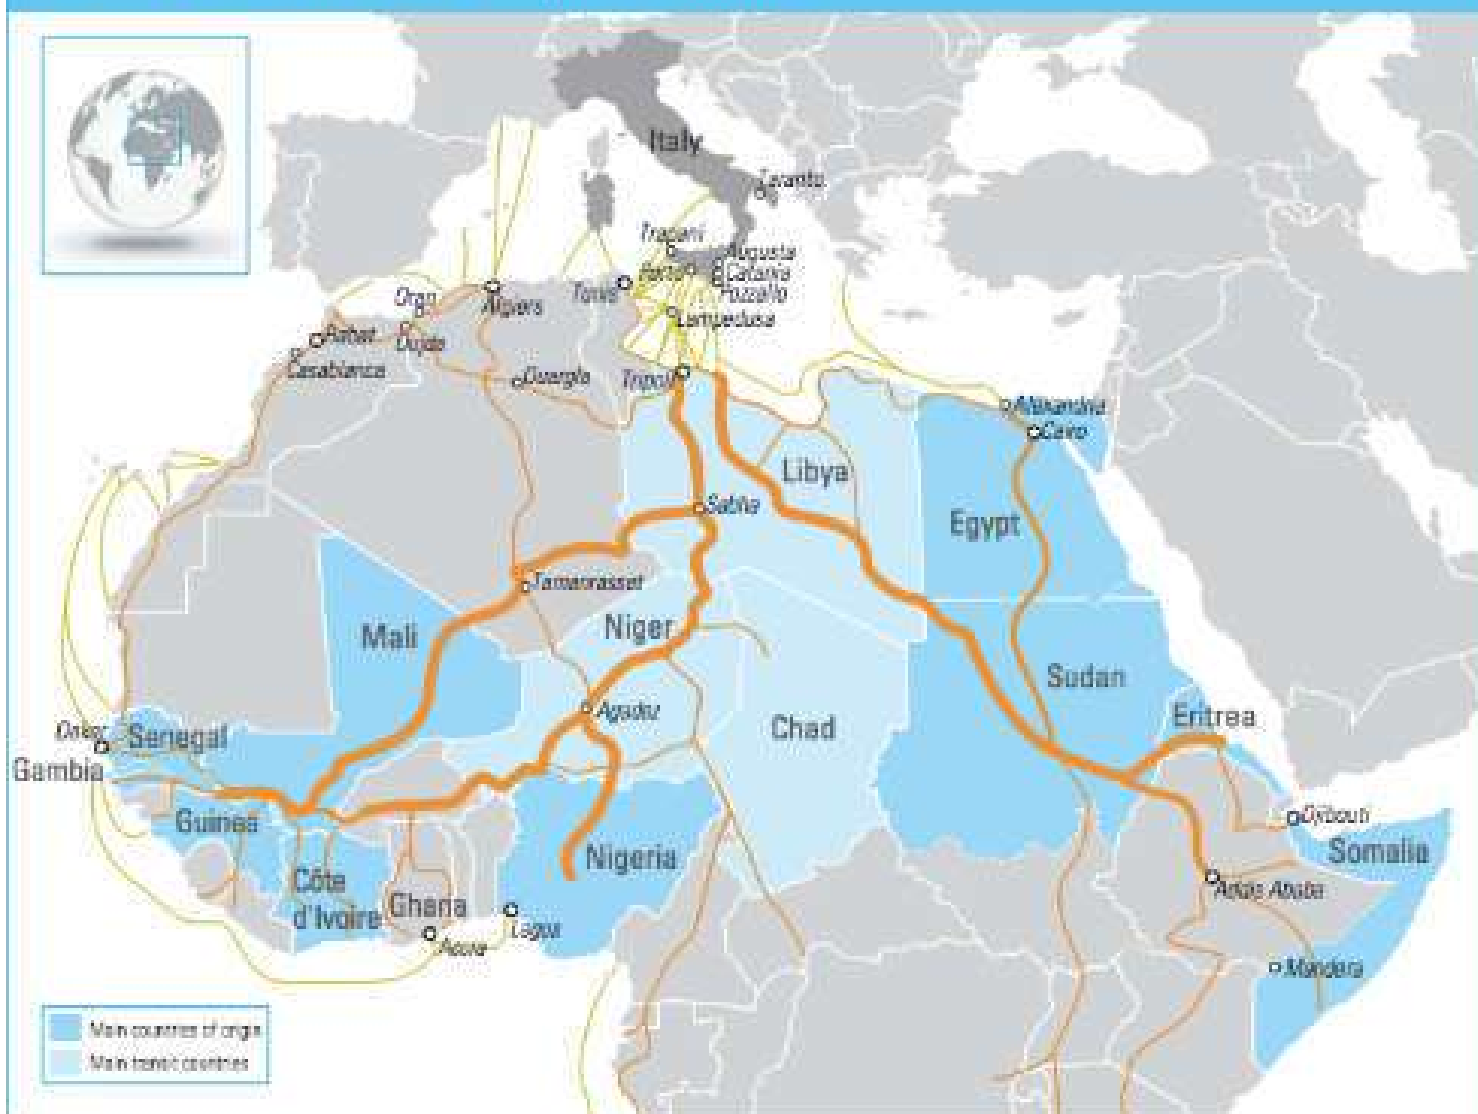 Italy
Taranto
Trapani
Augusta
Catania
Porto
Pozzallo
Tunis
Lampedusa
Algiers
Oran
Oujda
Rabat
Casablanca
Ouargla
Tripoli
Alexandria
Cairo
Libya
Sabha
Egypt
Tamanrasset
Mali
Niger
Sudan
Agadez
Chad
Eritrea
Dakar
Senegal
Gambia
Guinea
Djibouti
Nigeria
Somalia
Côte
d'Ivoire
Ghana
Addis Ababa
Lagos
Accra
Mandera
Main countries of origin
Main transit countries